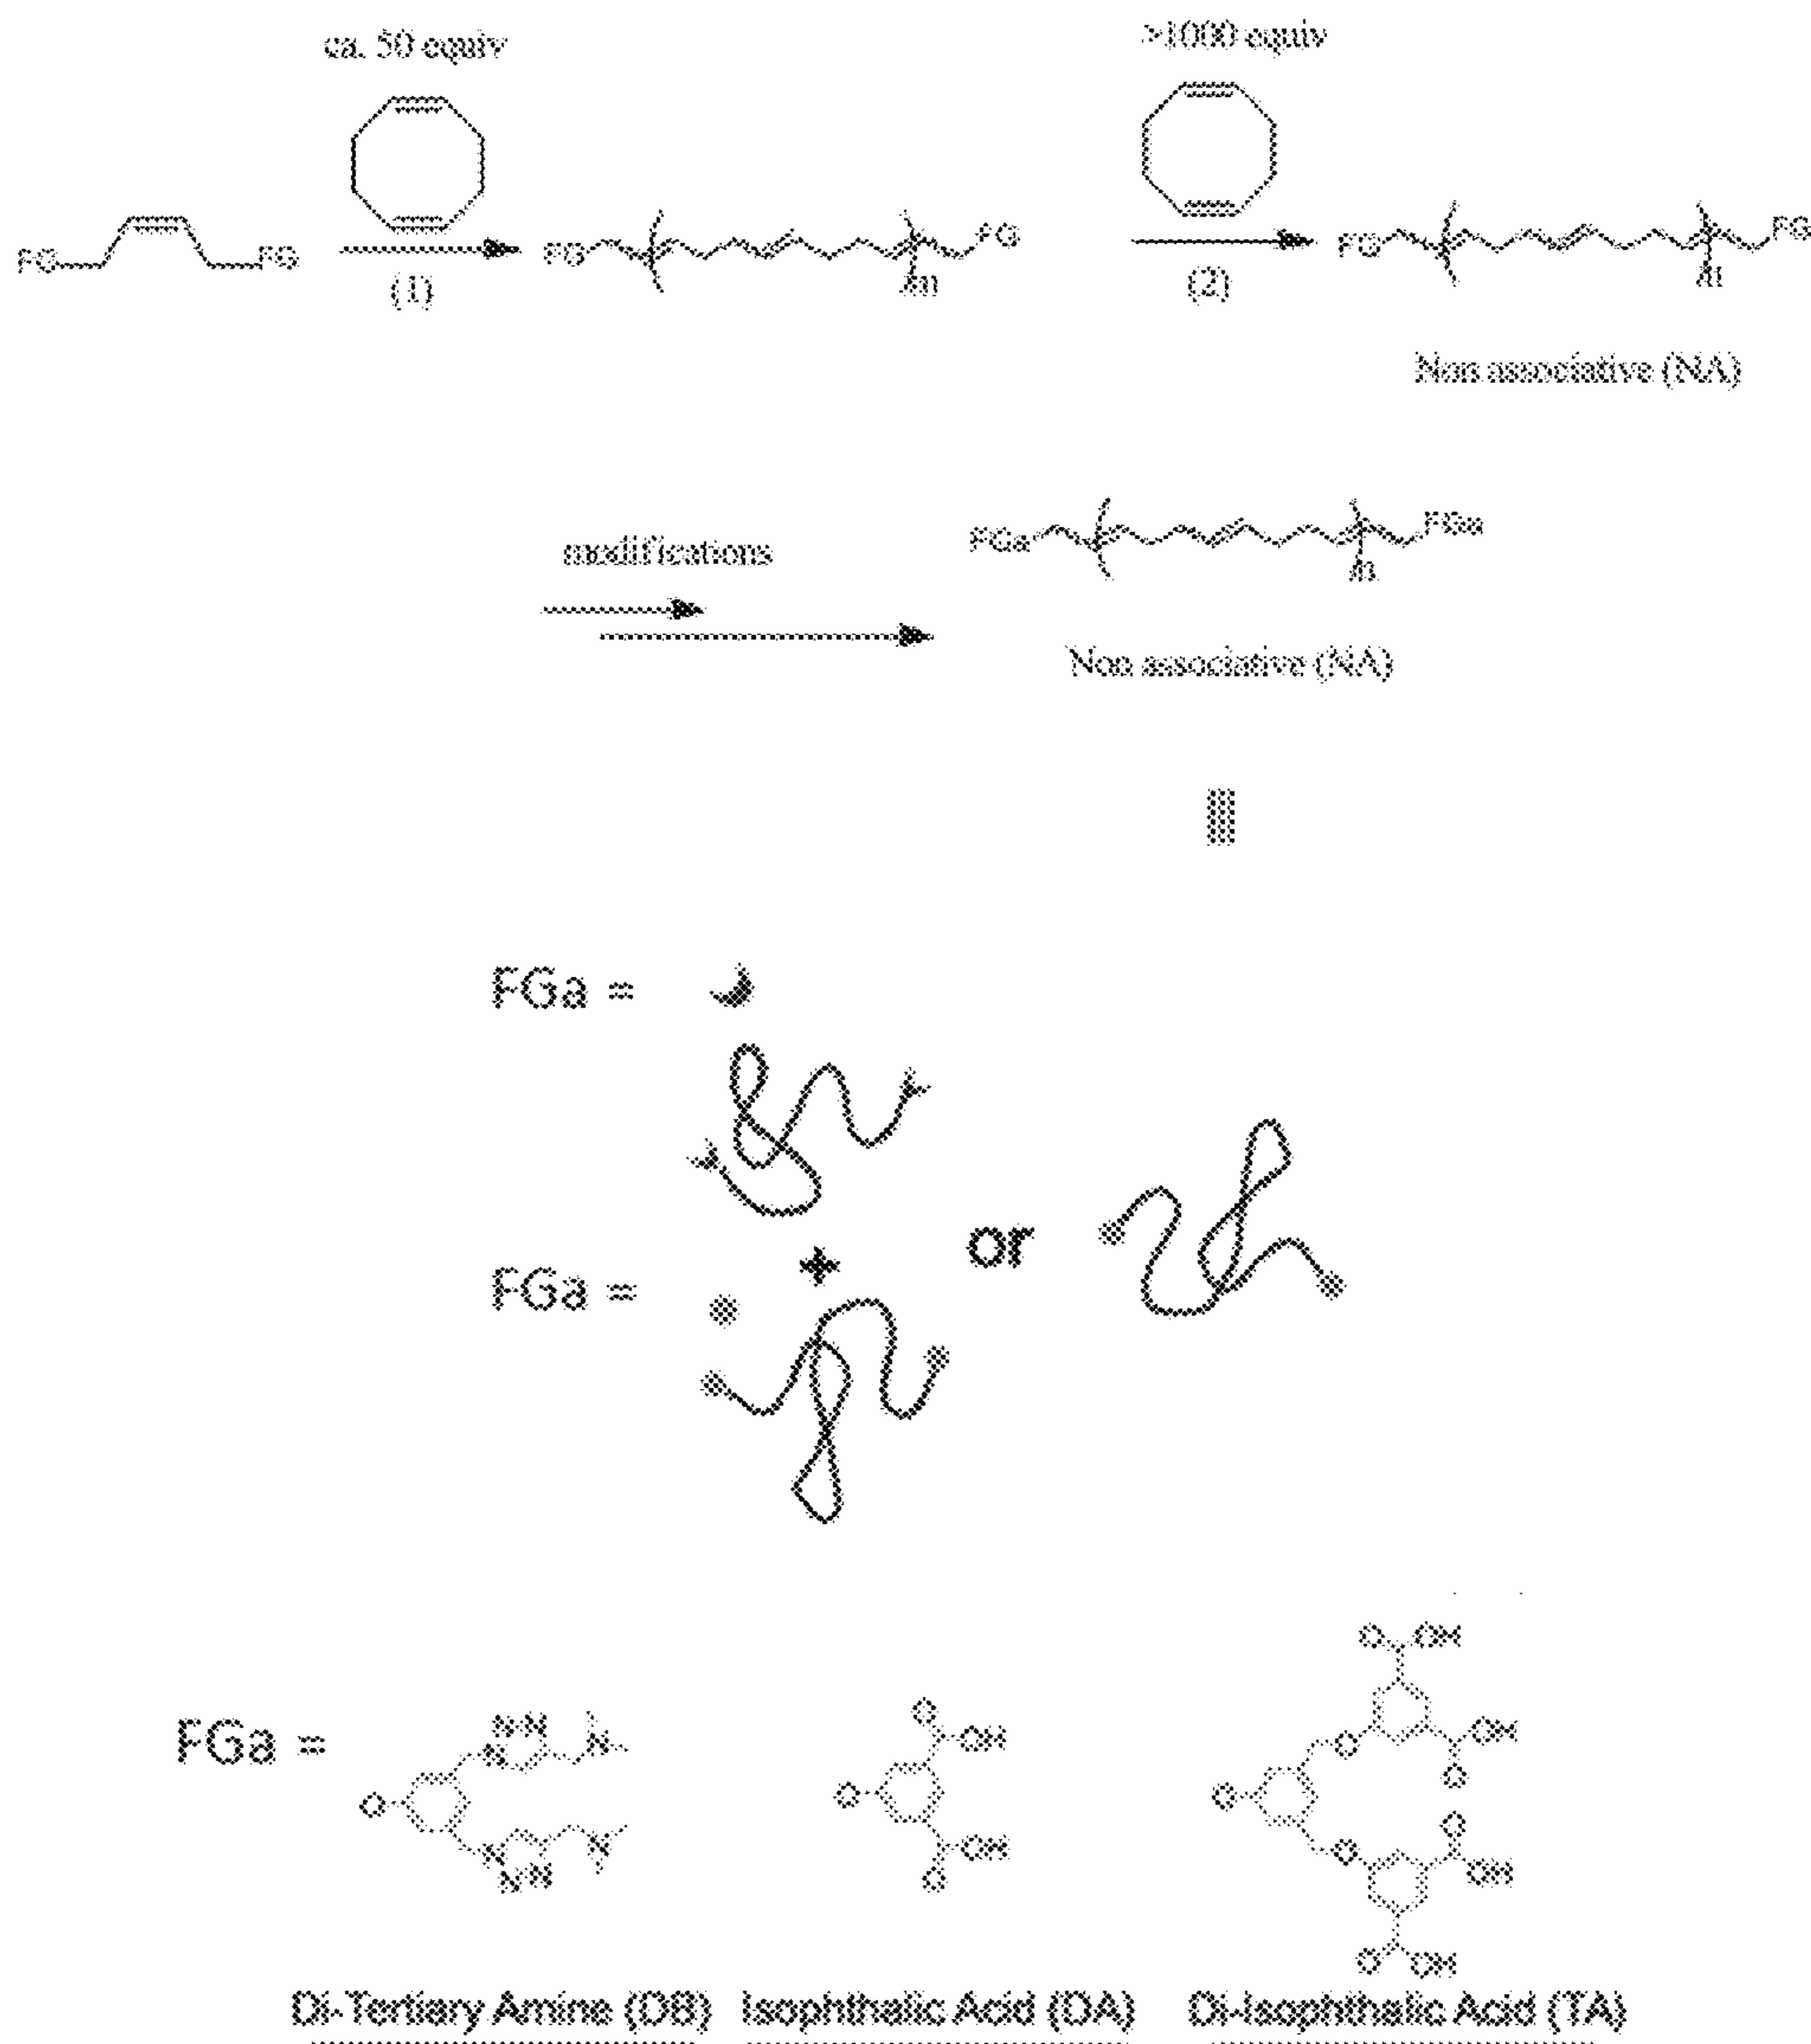 ca. 50 equiv
>1000 equiv
FG FG
(1)
FG FG
m
(2)
FG FG
Non associative (NA)
modifications
FGa FGa
m
Non associative (NA)
FGa =
+
or
FGa =
FGa =
O N N-N N N N-N N
O O OH OH O
O O O OH OH O O OH O OH
Di-Tertiary Amine (DB)
Isophthalic Acid (DA)
Di-Isophthalic Acid (TA)